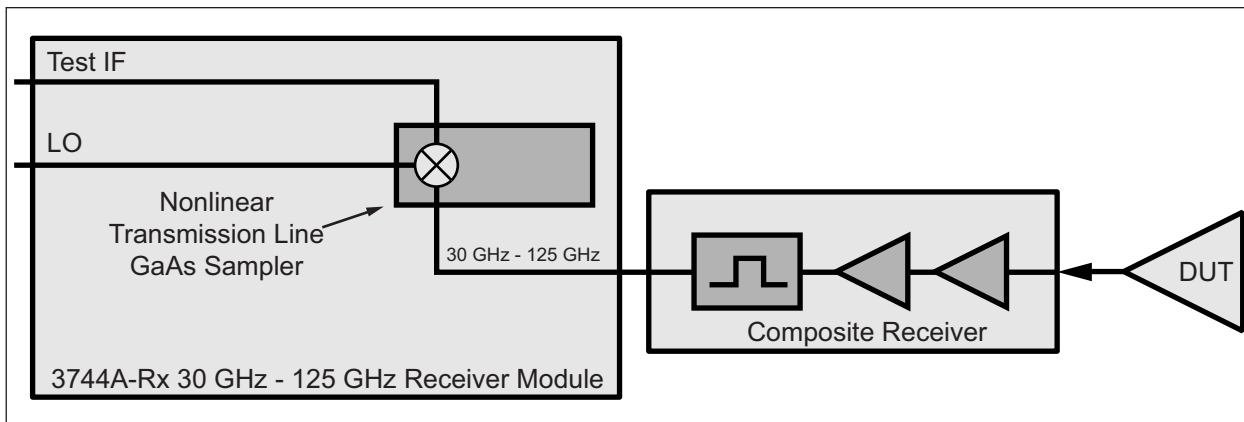 Test IF
LO
Nonlinear
Transmission Line
GaAs Sampler
30 GHz - 125 GHz
DUT
Composite Receiver
3744A-Rx 30 GHz - 125 GHz Receiver Module